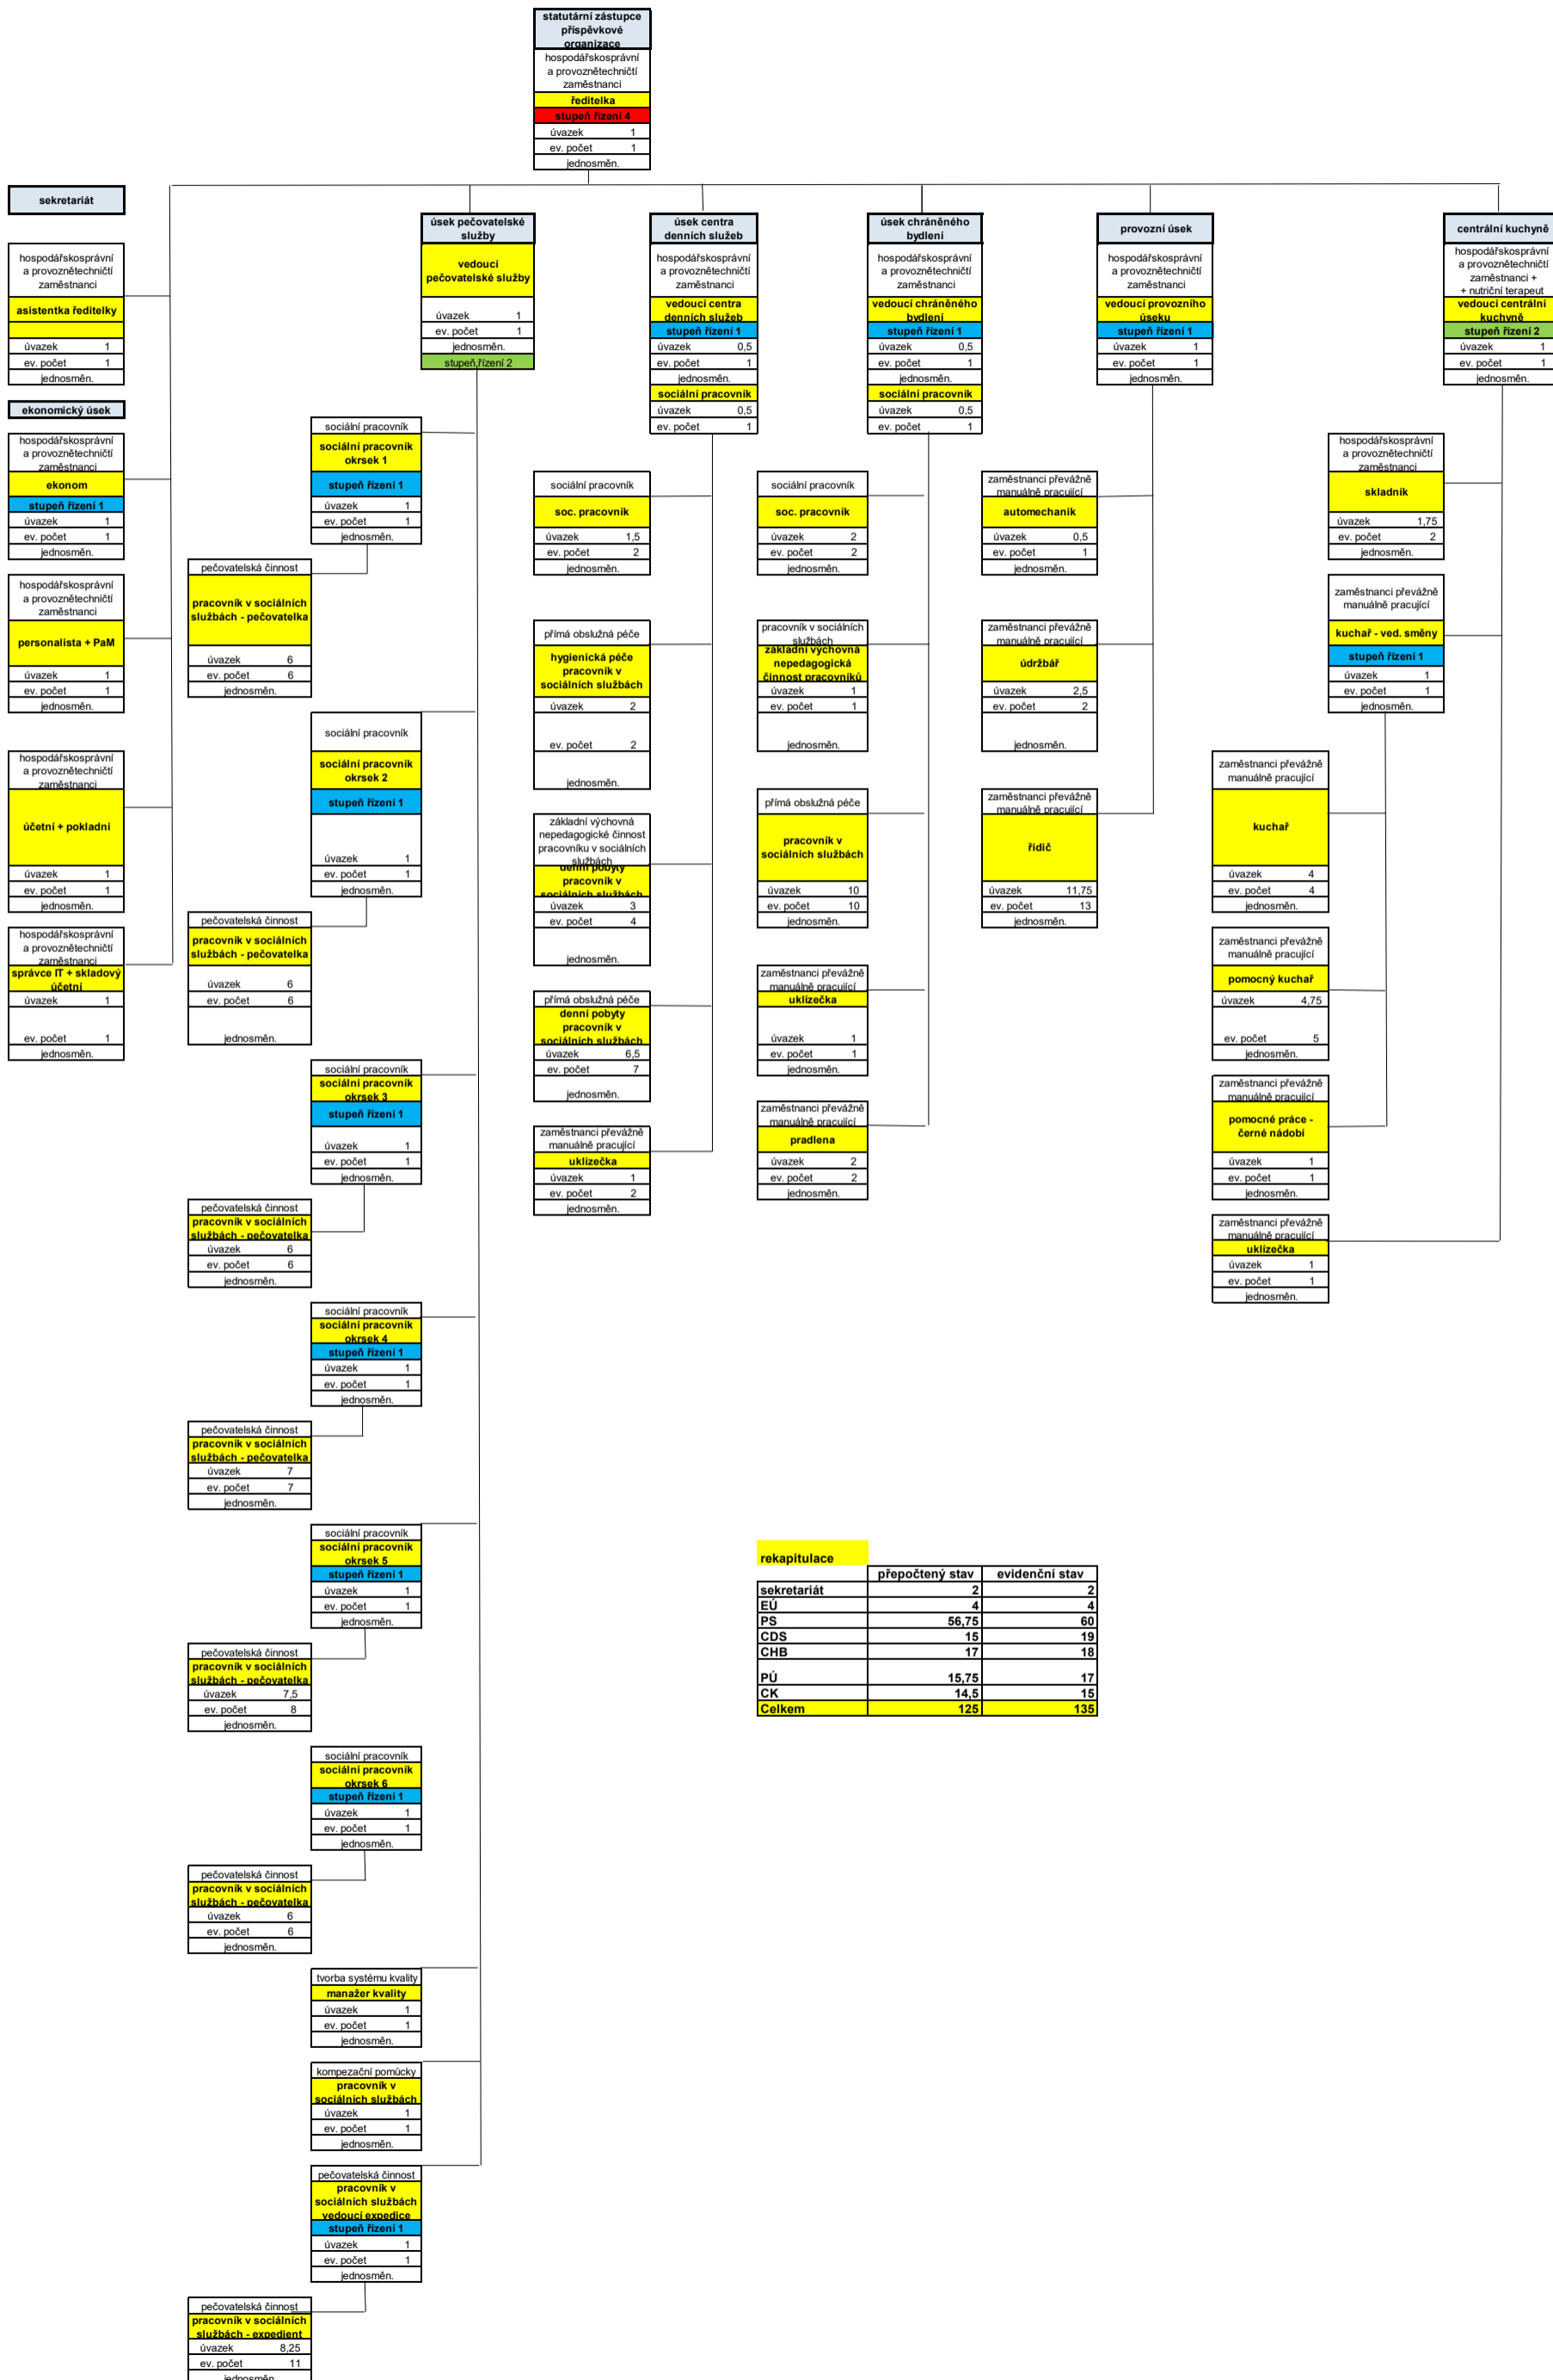 statutární zástupce
příspěvkové
organizace
hospodářskosprávní
a provoznětechničtí
zaměstnanci
ředitelka
stupeň řízení 4
úvazek 1
ev. počet 1
jednosměn.
sekretariát
hospodářskosprávní
a provoznětechničtí
zaměstnanci
asistentka ředitelky
úvazek 1
ev. počet 1
jednosměn.
ekonomický úsek
hospodářskosprávní
a provoznětechničtí
zaměstnanci
ekonom
stupeň řízení 1
úvazek 1
ev. počet 1
jednosměn.
hospodářskosprávní
a provoznětechničtí
zaměstnanci
personalista + PaM
úvazek 1
ev. počet 1
jednosměn.
hospodářskosprávní
a provoznětechničtí
zaměstnanci
účetní + pokladní
úvazek 1
ev. počet 1
jednosměn.
hospodářskosprávní
a provoznětechničtí
zaměstnanci
správce IT + skladový
účetní
úvazek 1
ev. počet 1
jednosměn.
úsek pečovatelské
služby
vedoucí
pečovatelské služby
úvazek 1
ev. počet 1
jednosměn.
stupeň,řízení 2
sociální pracovník
sociální pracovník
okrsek 1
stupeň řízení 1
úvazek 1
ev. počet 1
jednosměn.
pečovatelská činnost
pracovník v sociálních
službách - pečovatelka
úvazek 6
ev. počet 6
jednosměn.
sociální pracovník
sociální pracovník
okrsek 2
stupeň řízení 1
úvazek 1
ev. počet 1
jednosměn.
pečovatelská činnost
pracovník v sociálních
službách - pečovatelka
úvazek 6
ev. počet 6
jednosměn.
sociální pracovník
sociální pracovník
okrsek 3
stupeň řízení 1
úvazek 1
ev. počet 1
jednosměn.
pečovatelská činnost
pracovník v sociálních
službách - pečovatelka
úvazek 6
ev. počet 6
jednosměn.
sociální pracovník
sociální pracovník
okrsek 4
stupeň řízení 1
úvazek 1
ev. počet 1
jednosměn.
pečovatelská činnost
pracovník v sociálních
službách - pečovatelka
úvazek 7
ev. počet 7
jednosměn.
sociální pracovník
sociální pracovník
okrsek 5
stupeň řízení 1
úvazek 1
ev. počet 1
jednosměn.
pečovatelská činnost
pracovník v sociálních
službách - pečovatelka
úvazek 7,5
ev. počet 8
jednosměn.
sociální pracovník
sociální pracovník
okrsek 6
stupeň řízení 1
úvazek 1
ev. počet 1
jednosměn.
pečovatelská činnost
pracovník v sociálních
službách - pečovatelka
úvazek 6
ev. počet 6
jednosměn.
tvorba systému kvality
manažer kvality
úvazek 1
ev. počet 1
jednosměn.
kompezační pomůcky
pracovník v
sociálních službách
úvazek 1
ev. počet 1
jednosměn.
pečovatelská činnost
pracovník v
sociálních službách
vedoucí expedice
stupeň řízení 1
úvazek 1
ev. počet 1
jednosměn.
pečovatelská činnost
pracovník v sociálních
službách - expedient
úvazek 8,25
ev. počet 11
jednosměn.
úsek centra
denních služeb
hospodářskosprávní
a provoznětechničtí
zaměstnanci
vedoucí centra
denních služeb
stupeň řízení 1
úvazek 0,5
ev. počet 1
jednosměn.
sociální pracovník
úvazek 0,5
ev. počet 1
sociální pracovník
soc. pracovník
úvazek 1,5
ev. počet 2
jednosměn.
přímá obslužná péče
hygienická péče
pracovník v
sociálních službách
úvazek 2
ev. počet 2
jednosměn.
základní výchovná
nepedagogické činnost
pracovníku v sociálních
službách
denní pobyty
pracovník v
sociálních službách
úvazek 3
ev. počet 4
jednosměn.
přímá obslužná péče
denní pobyty
pracovník v
sociálních službách
úvazek 6,5
ev. počet 7
jednosměn.
zaměstnanci převážně
manuálně pracující
uklízečka
úvazek 1
ev. počet 2
jednosměn.
úsek chráněného
bydlení
hospodářskosprávní
a provoznětechničtí
zaměstnanci
vedoucí chráněného
bydlení
stupeň řízení 1
úvazek 0,5
ev. počet 1
jednosměn.
sociální pracovník
úvazek 0,5
ev. počet 1
sociální pracovník
soc. pracovník
úvazek 2
ev. počet 2
jednosměn.
pracovník v sociálních
službách
základní výchovná
nepedagogická
činnost pracovníků
úvazek 1
ev. počet 1
jednosměn.
přímá obslužná péče
pracovník v
sociálních službách
úvazek 10
ev. počet 10
jednosměn.
zaměstnanci převážně
manuálně pracující
uklízečka
úvazek 1
ev. počet 1
jednosměn.
zaměstnanci převážně
manuálně pracující
pradlena
úvazek 2
ev. počet 2
jednosměn.
provozní úsek
hospodářskosprávní
a provoznětechničtí
zaměstnanci
vedoucí provozního
úseku
stupeň řízení 1
úvazek 1
ev. počet 1
jednosměn.
zaměstnanci převážně
manuálně pracující
automechanik
úvazek 0,5
ev. počet 1
jednosměn.
zaměstnanci převážně
manuálně pracující
údržbář
úvazek 2,5
ev. počet 2
jednosměn.
zaměstnanci převážně
manuálně pracující
řidič
úvazek 11,75
ev. počet 13
jednosměn.
centrální kuchyně
hospodářskosprávní
a provoznětechničtí
zaměstnanci +
+ nutriční terapeut
vedoucí centrální
kuchyně
stupeň řízení 2
úvazek 1
ev. počet 1
jednosměn.
hospodářskosprávní
a provoznětechničtí
zaměstnanci
skladník
úvazek 1,75
ev. počet 2
jednosměn.
zaměstnanci převážně
manuálně pracující
kuchař - ved. směny
stupeň řízení 1
úvazek 1
ev. počet 1
jednosměn.
zaměstnanci převážně
manuálně pracující
kuchař
úvazek 4
ev. počet 4
jednosměn.
zaměstnanci převážně
manuálně pracující
pomocný kuchař
úvazek 4,75
ev. počet 5
jednosměn.
zaměstnanci převážně
manuálně pracující
pomocné práce -
černé nádobí
úvazek 1
ev. počet 1
jednosměn.
zaměstnanci převážně
manuálně pracující
uklízečka
úvazek 1
ev. počet 1
jednosměn.
rekapitulace
přepočtený stav evidenční stav
sekretariát 2 2
EÚ 4 4
PS 56,75 60
CDS 15 19
CHB 17 18
PÚ 15,75 17
CK 14,5 15
Celkem 125 135